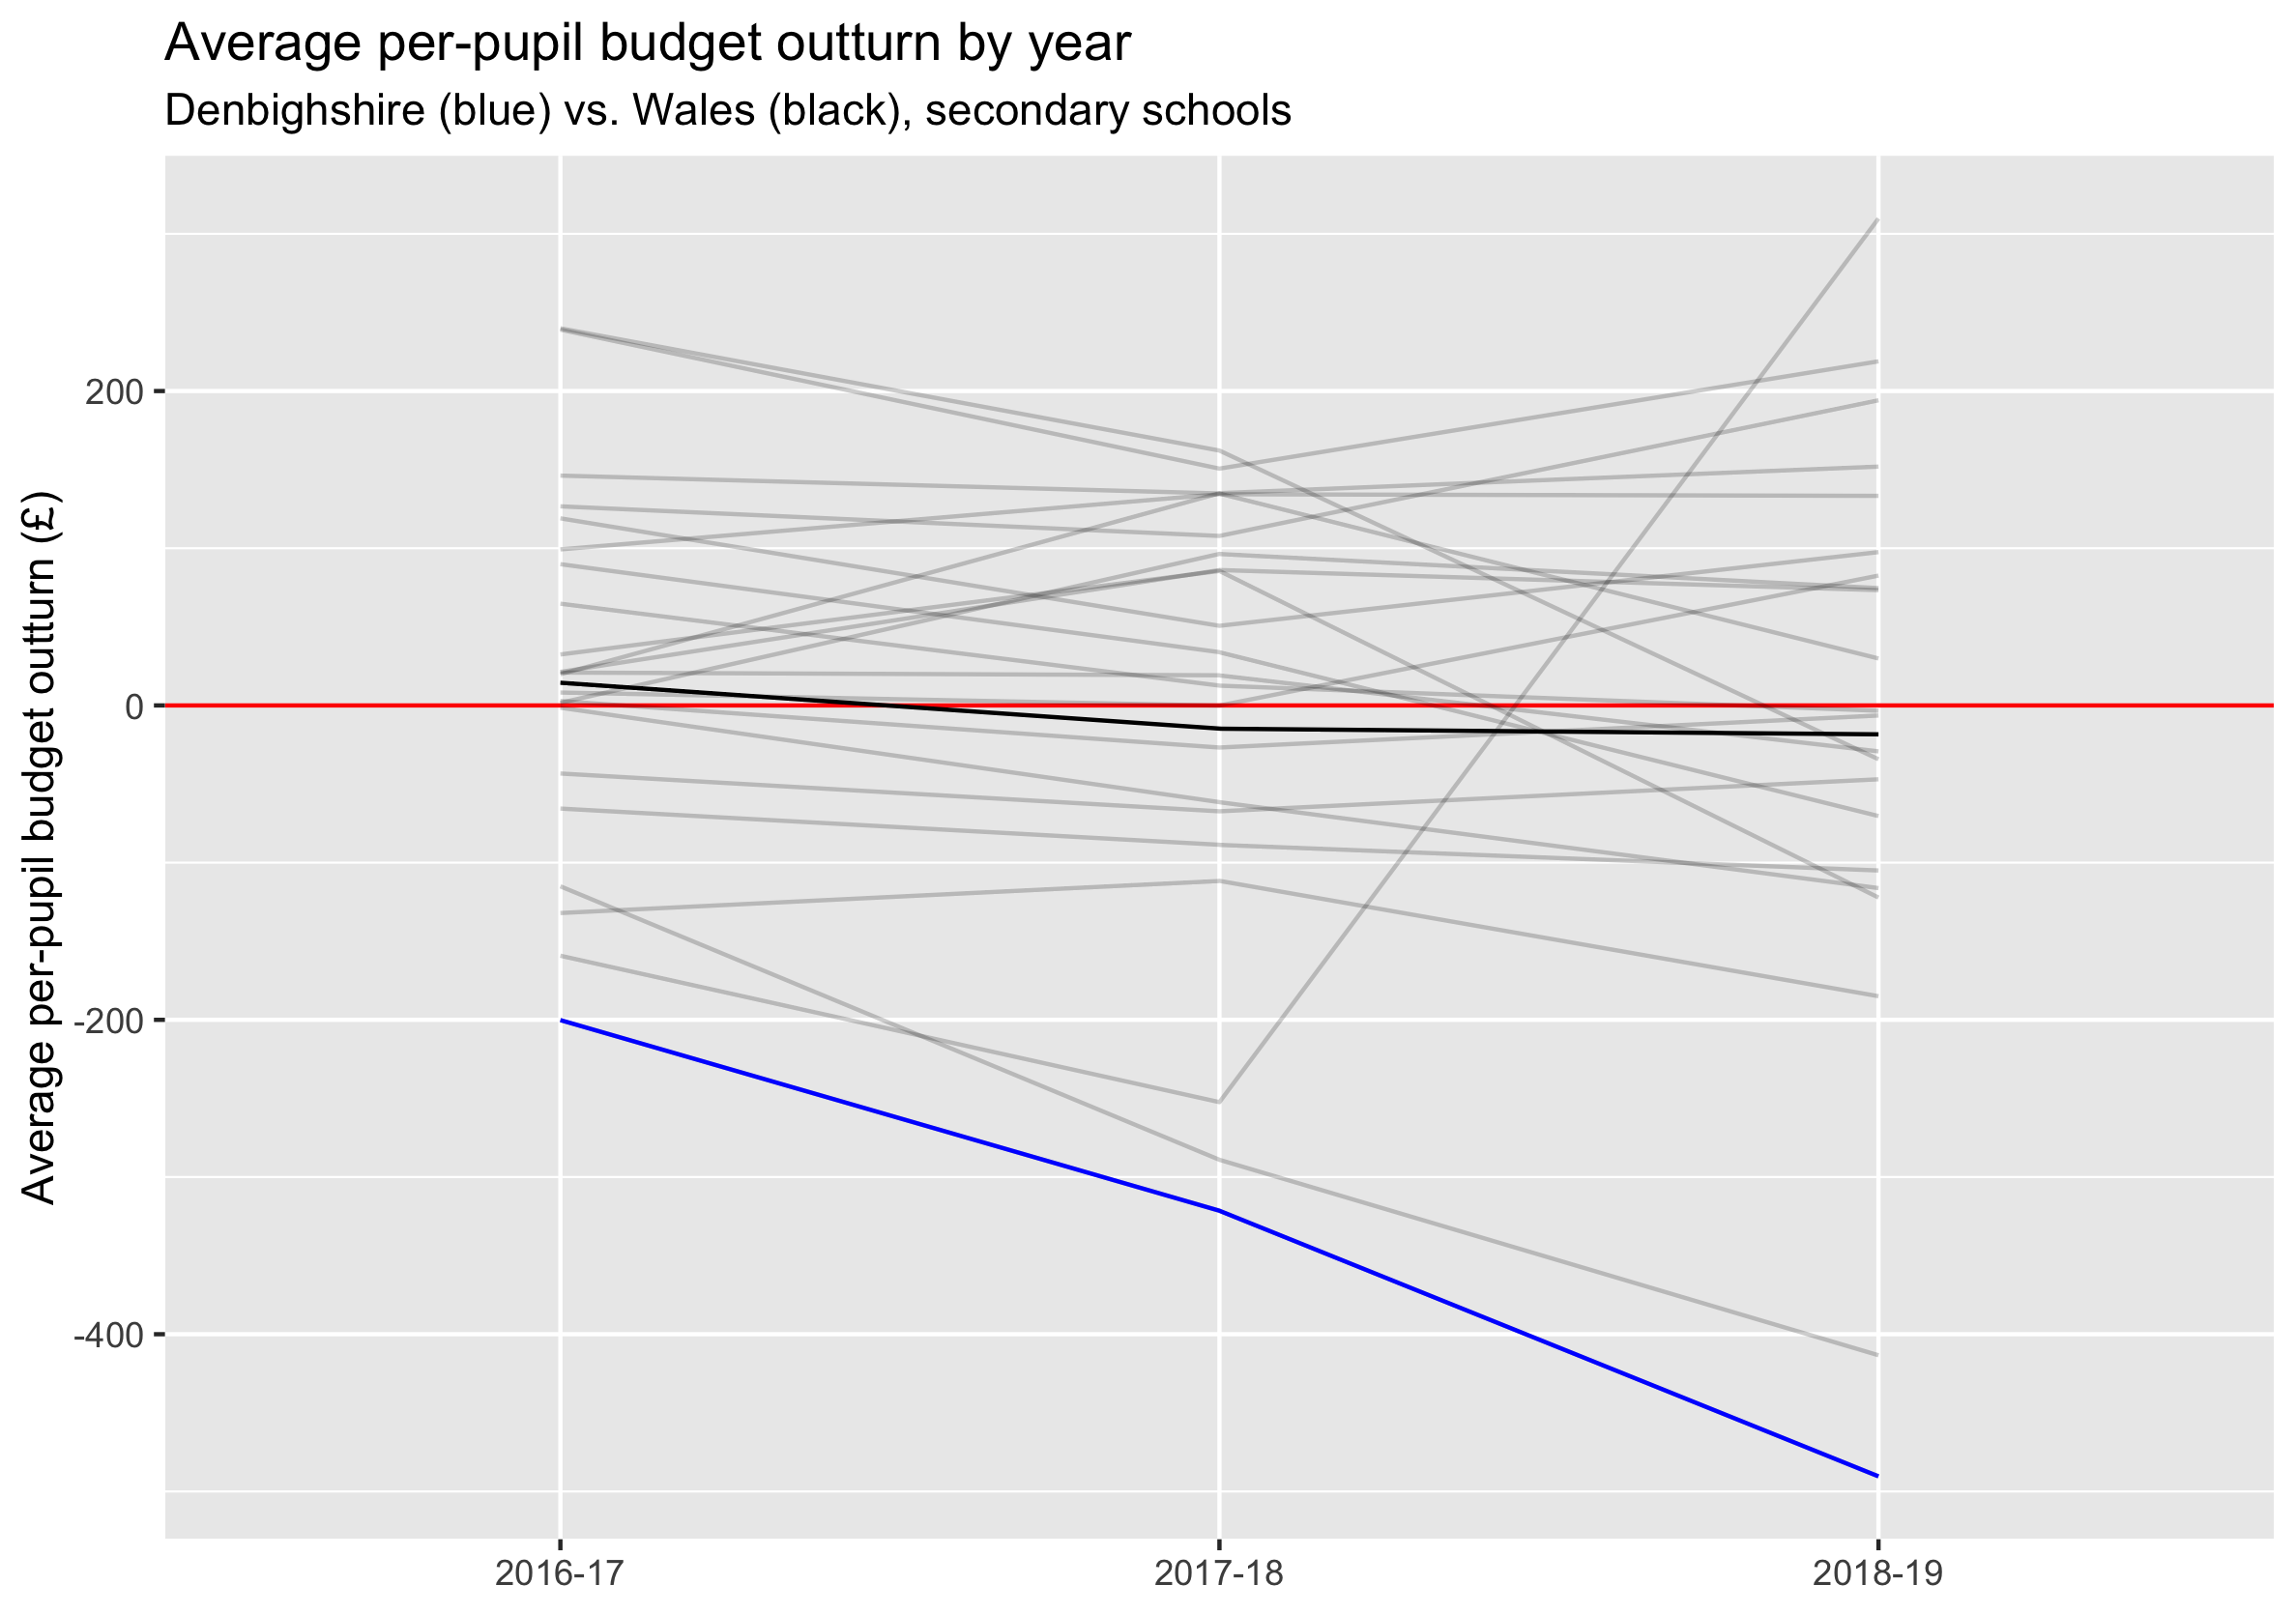 Average per-pupil budget outturn by year
Denbighshire (blue) vs. Wales (black), secondary schools
Average per-pupil budget outturn (£)
200
0
-200
-400
2016-17
2017-18
2018-19